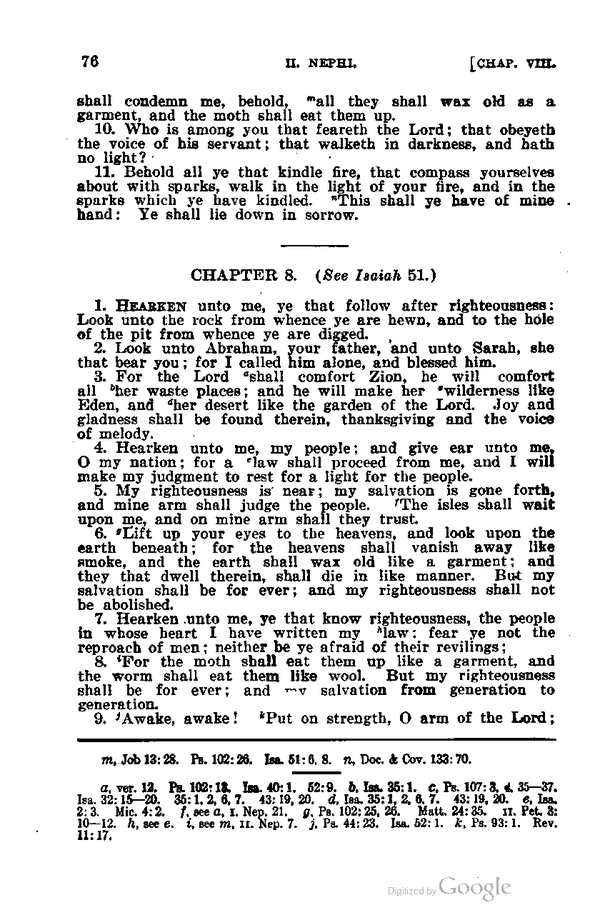 76 II. NEPHI. [CHAP. VIII.
shall condemn me, behold, ᵐall they shall wax old as a
garment, and the moth shall eat them up.
10. Who is among you that feareth the Lord; that obeyeth
the voice of his servant; that walketh in darkness, and hath
no light?
11. Behold all ye that kindle fire, that compass yourselves
about with sparks, walk in the light of your fire, and in the
sparks which ye have kindled. ⁿThis shall ye have of mine
hand: Ye shall lie down in sorrow.
CHAPTER 8. (See Isaiah 51.)
1. HEARKEN unto me, ye that follow after righteousness:
Look unto the rock from whence ye are hewn, and to the hole
of the pit from whence ye are digged.
2. Look unto Abraham, your father, and unto Sarah, she
that bear you; for I called him alone, and blessed him.
3. For the Lord ᵃshall comfort Zion, he will comfort
all ᵇher waste places; and he will make her ᶜwilderness like
Eden, and ᵈher desert like the garden of the Lord. Joy and
gladness shall be found therein, thanksgiving and the voice
of melody.
4. Hearken unto me, my people; and give ear unto me,
O my nation; for a ᵉlaw shall proceed from me, and I will
make my judgment to rest for a light for the people.
5. My righteousness is near; my salvation is gone forth,
and mine arm shall judge the people. ᶠThe isles shall wait
upon me, and on mine arm shall they trust.
6. ᵍLift up your eyes to the heavens, and look upon the
earth beneath; for the heavens shall vanish away like
smoke, and the earth shall wax old like a garment; and
they that dwell therein, shall die in like manner. But my
salvation shall be for ever; and my righteousness shall not
be abolished.
7. Hearken unto me, ye that know righteousness, the people
in whose heart I have written my ʰlaw: fear ye not the
reproach of men; neither be ye afraid of their revilings;
8. ⁱFor the moth shall eat them up like a garment, and
the worm shall eat them like wool. But my righteousness
shall be for ever; and my salvation from generation to
generation.
9. ʲAwake, awake! ᵏPut on strength, O arm of the Lord;
m, Job 13: 28. Ps. 102: 26. Isa. 51: 6, 8. n, Doc. & Cov. 133: 70.
a, ver. 12. Ps. 102: 13. Isa. 40: 1. 52: 9. b, Isa. 35: 1. c, Ps. 107: 3, 4, 35—37.
Isa. 32: 15—20. 35: 1, 2, 6, 7. 43: 19, 20. d, Isa. 35: 1, 2, 6, 7. 43: 19, 20. e, Isa.
2: 3. Mic. 4: 2. f, see a, I. Nep. 21. g, Ps. 102: 25, 26. Matt. 24: 35. II. Pet. 3:
10—12. h, see e. i, see m, II. Nep. 7. j, Ps. 44: 23. Isa. 52: 1. k, Ps. 93: 1. Rev.
11: 17.
Digitized by Google